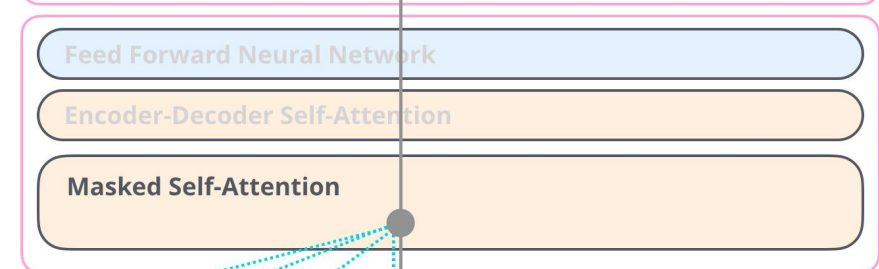 Feed Forward Neural Network
Encoder-Decoder Self-Attention
Masked Self-Attention